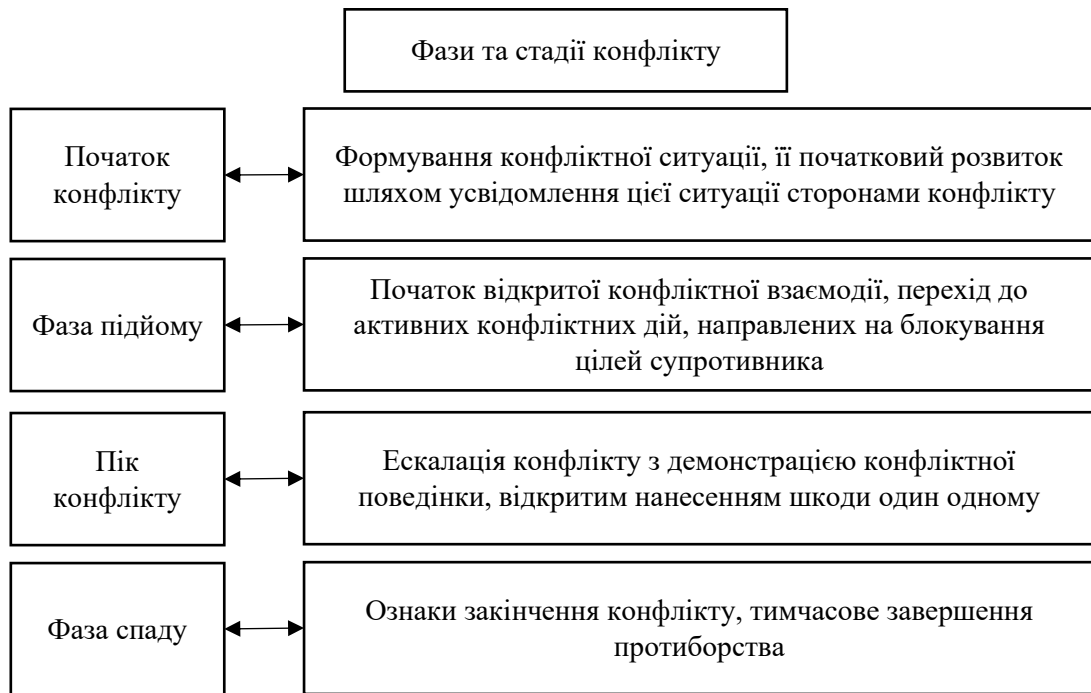 Фази та стадії конфлікту
Початок
конфлікту
Формування конфліктної ситуації, її початковий розвиток
шляхом усвідомлення цієї ситуації сторонами конфлікту
Фаза підйому
Початок відкритої конфліктної взаємодії, перехід до
активних конфліктних дій, направлених на блокування
цілей супротивника
Пік
конфлікту
Ескалація конфлікту з демонстрацією конфліктної
поведінки, відкритим нанесенням шкоди один одному
Фаза спаду
Ознаки закінчення конфлікту, тимчасове завершення
протиборства